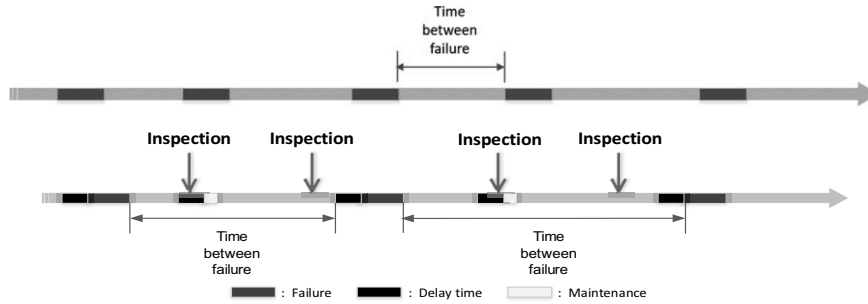 Time
between
failure
Inspection
Inspection
Inspection
Inspection
Time
between
failure
Time
between
failure
: Failure
: Delay time
: Maintenance